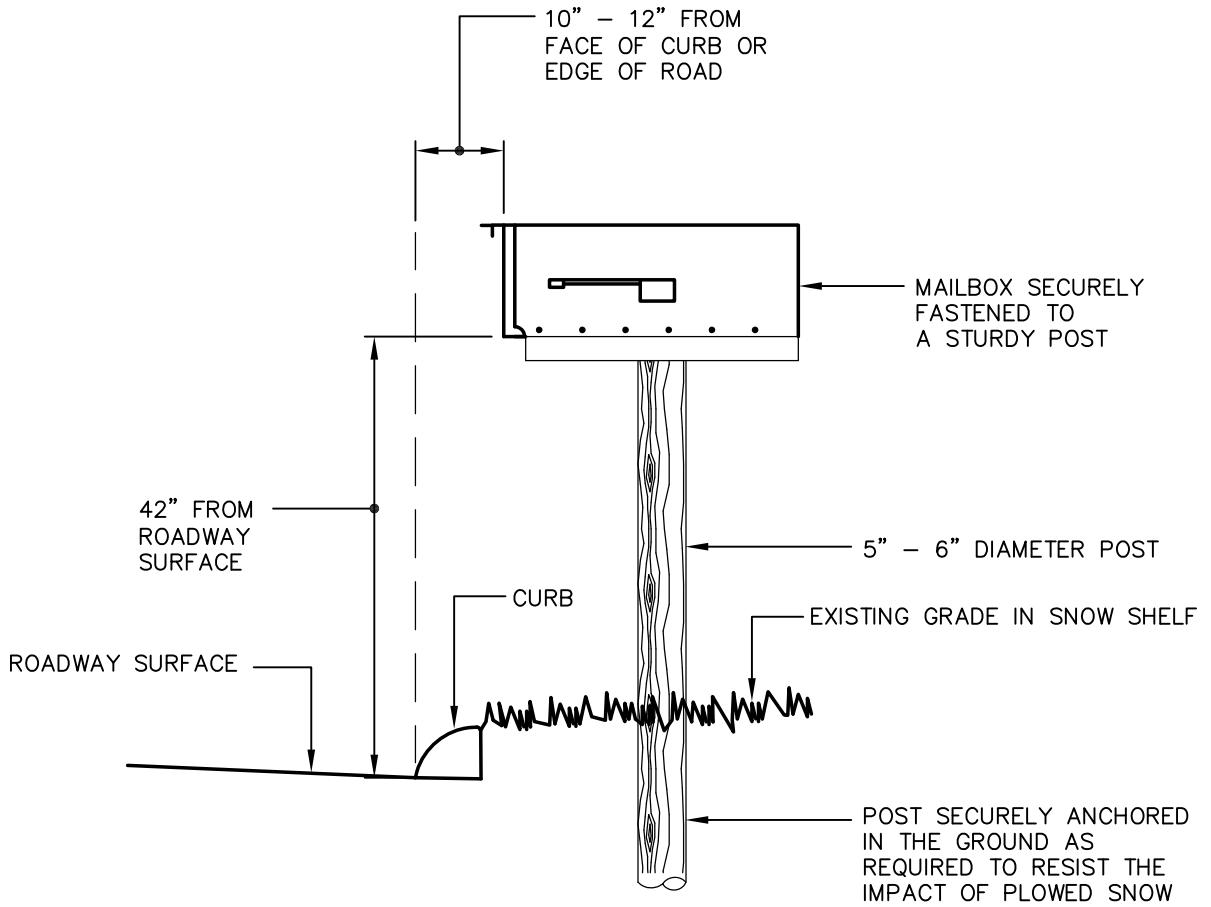 10” – 12” FROM
FACE OF CURB OR
EDGE OF ROAD
MAILBOX SECURELY
FASTENED TO
A STURDY POST
42” FROM
ROADWAY
SURFACE
5” – 6” DIAMETER POST
CURB
EXISTING GRADE IN SNOW SHELF
ROADWAY SURFACE
POST SECURELY ANCHORED
IN THE GROUND AS
REQUIRED TO RESIST THE
IMPACT OF PLOWED SNOW